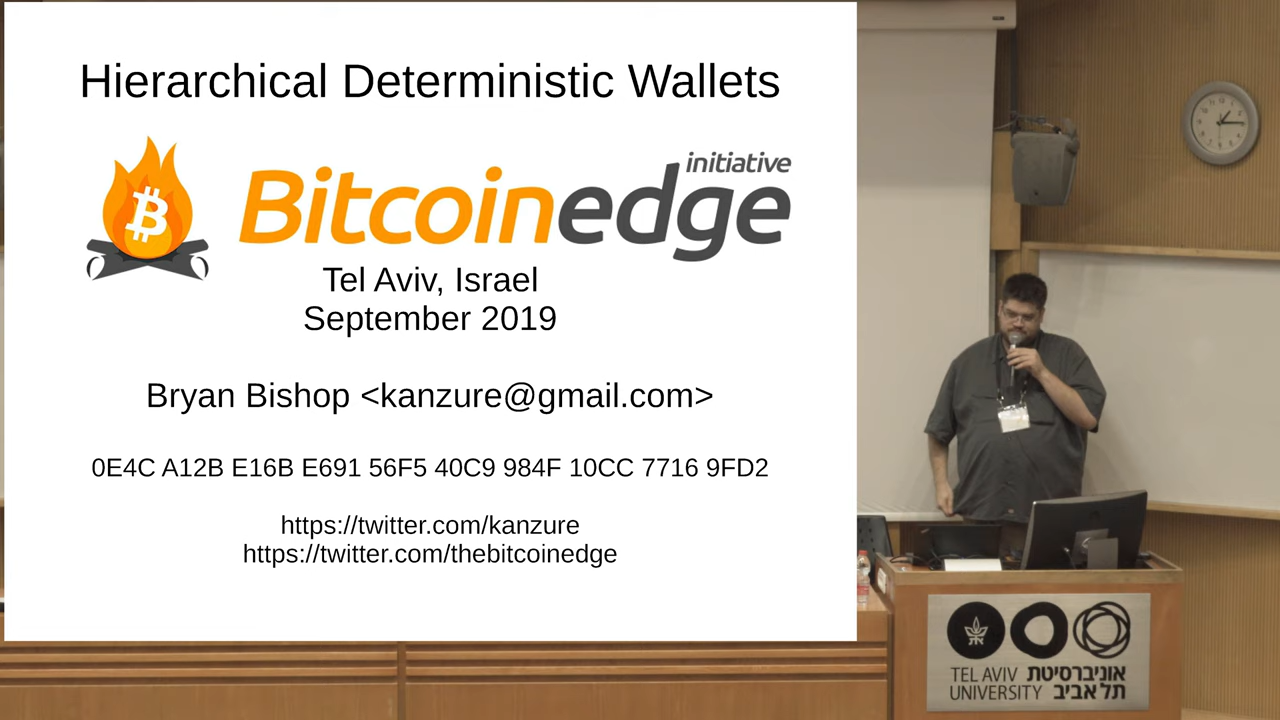 Hierarchical Deterministic Wallets
initiative
Bitcoinedge
Tel Aviv, Israel
September 2019
Bryan Bishop <kanzure@gmail.com>
0E4C A12B E16B E691 56F5 40C9 984F 10CC 7716 9FD2
https://twitter.com/kanzure
https://twitter.com/thebitcoinedge
TEL AVIV אוניברסיטת
UNIVERSITY תל אביב